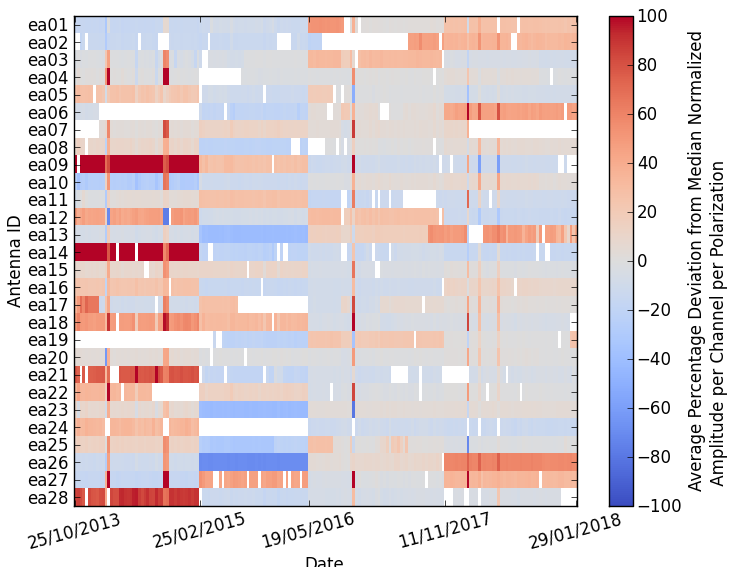 ea01
ea02
ea03
ea04
ea05
ea06
ea07
ea08
ea09
ea10
ea11
ea12
ea13
ea14
ea15
ea16
ea17
ea18
ea19
ea20
ea21
ea22
ea23
ea24
ea25
ea26
ea27
ea28
Antenna ID
25/10/2013
25/02/2015
19/05/2016
11/11/2017
29/01/2018
Date
100
80
60
40
20
0
−20
−40
−60
−80
−100
Average Percentage Deviation from Median Normalized
Amplitude per Channel per Polarization